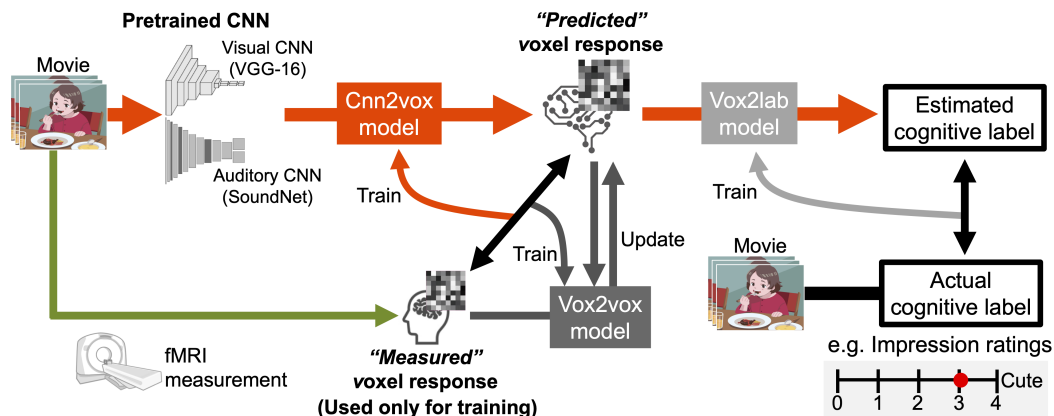 Pretrained CNN
Movie
Visual CNN
(VGG-16)
Auditory CNN
(SoundNet)
Cnn2vox
model
"Predicted"
voxel response
Vox2lab
model
Estimated
cognitive label
Train
Train
Update
Train
Movie
Actual
cognitive label
Vox2vox
model
fMRI
measurement
"Measured"
voxel response
(Used only for training)
e.g. Impression ratings
Cute
0 1 2 3 4